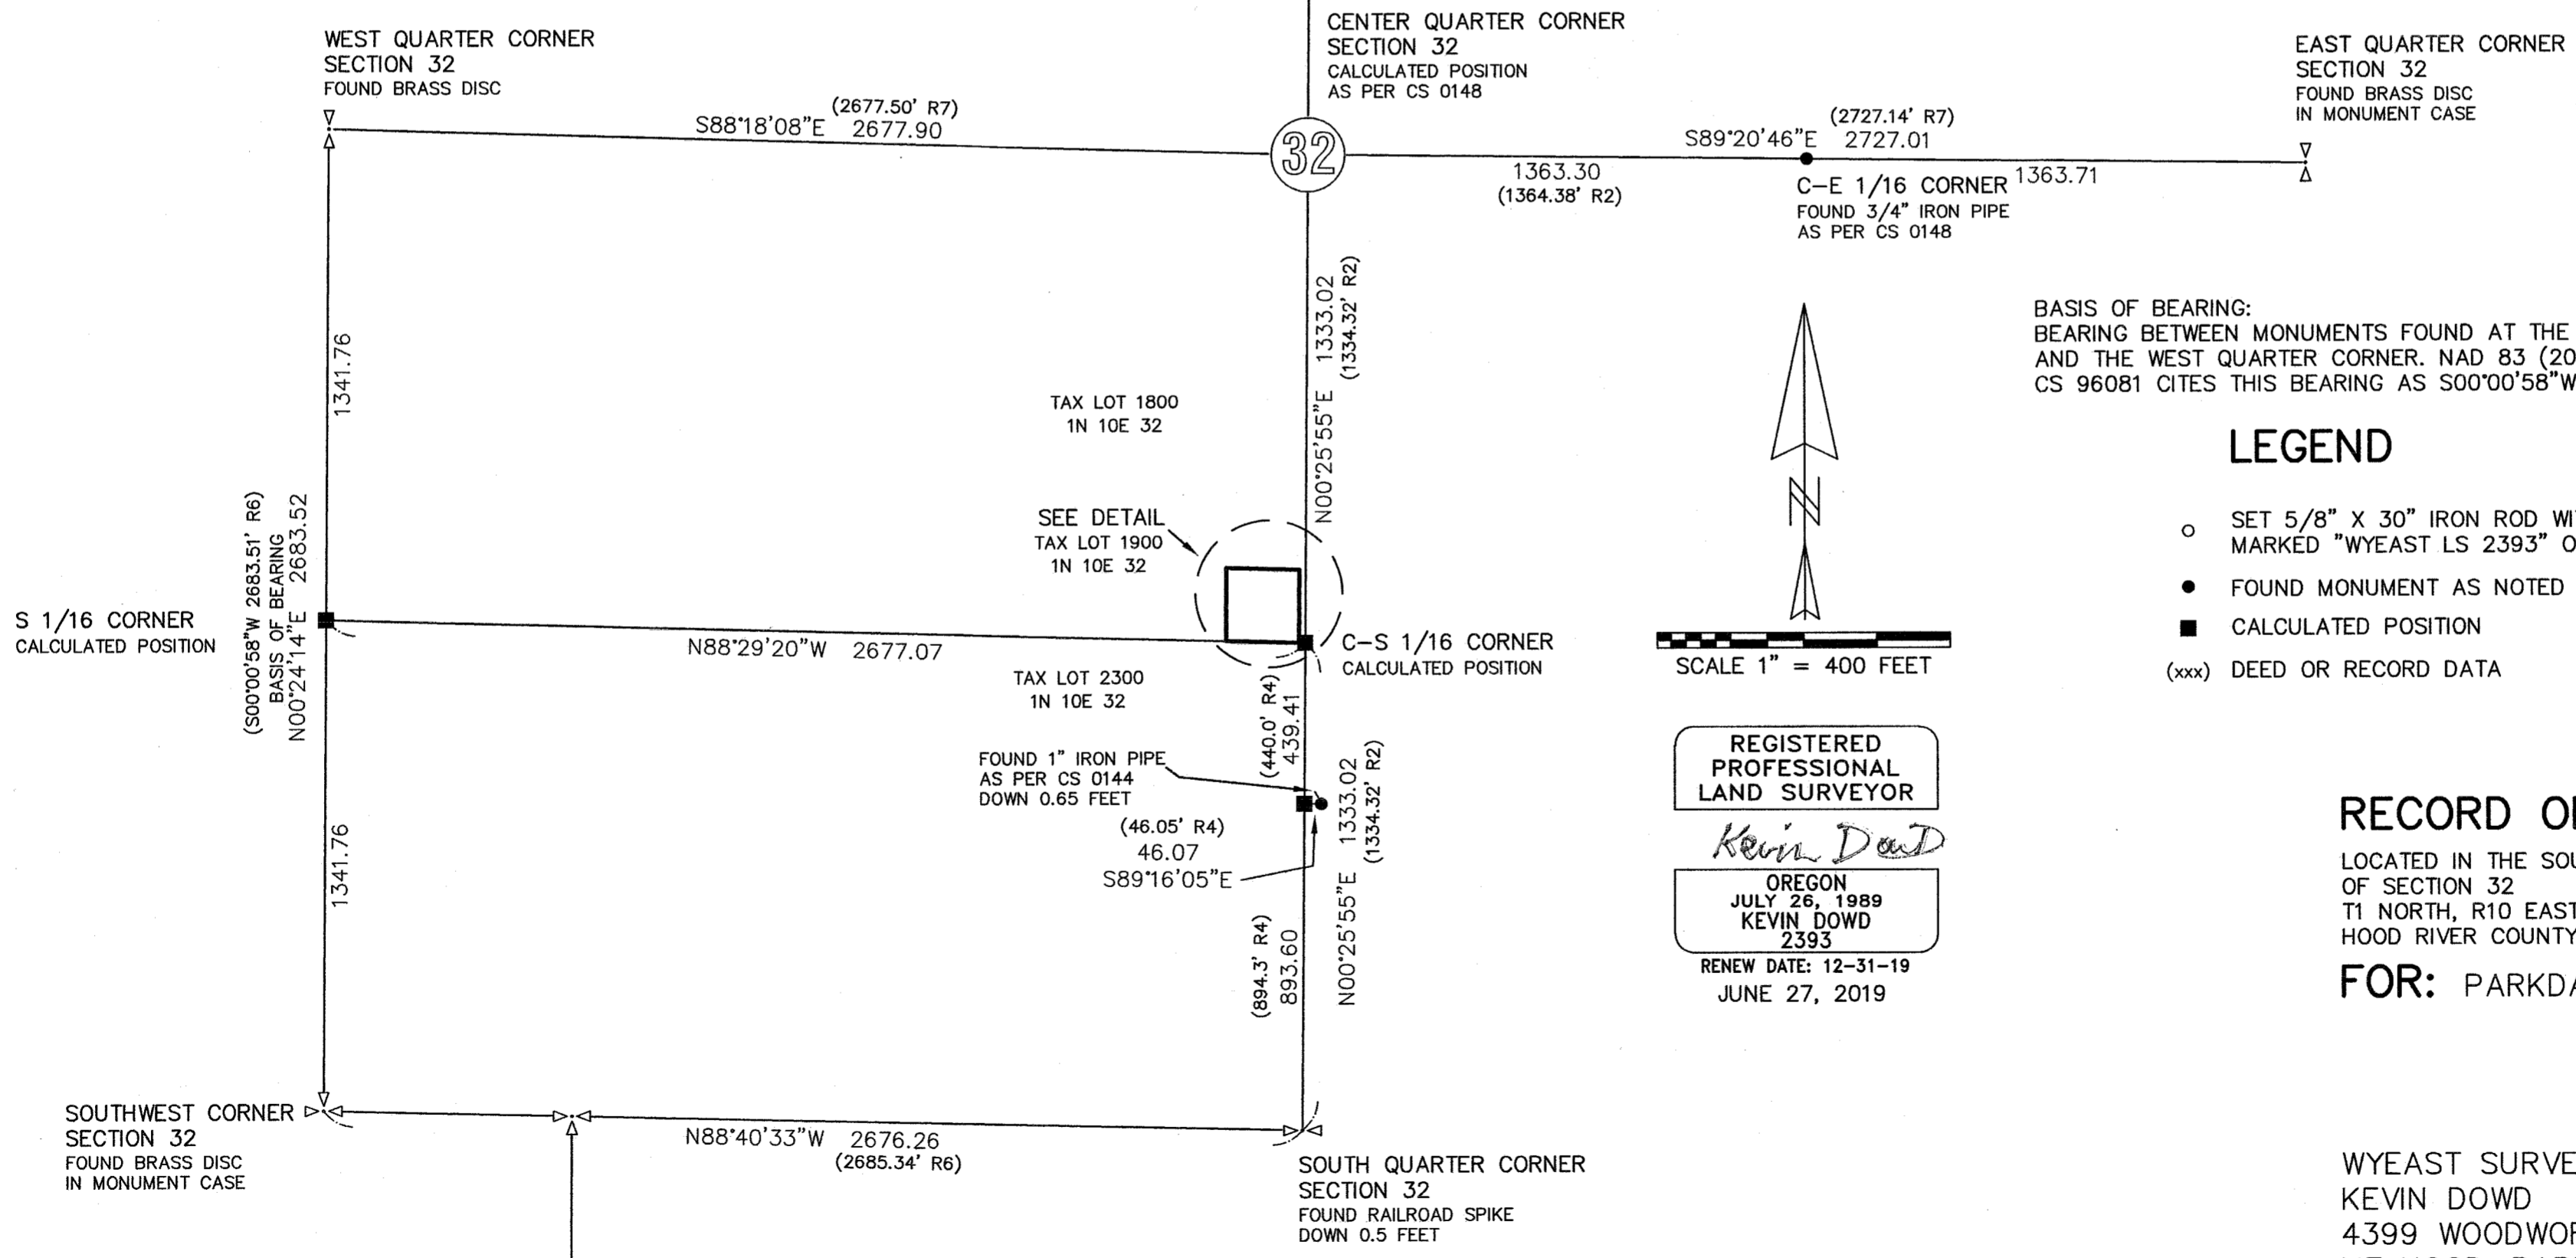 WEST QUARTER CORNER
SECTION 32
FOUND BRASS DISC
CENTER QUARTER CORNER
SECTION 32
CALCULATED POSITION
AS PER CS 0148
EAST QUARTER CORNER
SECTION 32
FOUND BRASS DISC
IN MONUMENT CASE
(2677.50' R7)
S88°18'08"E 2677.90
32
(2727.14' R7)
S89°20'46"E 2727.01
1363.30
(1364.38' R2)
1363.71
C-E 1/16 CORNER
FOUND 3/4" IRON PIPE
AS PER CS 0148
1341.76
N00°25'55"E 1333.02
(1334.32' R2)
BASIS OF BEARING:
BEARING BETWEEN MONUMENTS FOUND AT THE
AND THE WEST QUARTER CORNER. NAD 83 (20
CS 96081 CITES THIS BEARING AS S00°00'58"W
TAX LOT 1800
1N 10E 32
LEGEND
SEE DETAIL
TAX LOT 1900
1N 10E 32
SET 5/8" X 30" IRON ROD WI
MARKED "WYEAST LS 2393" O
FOUND MONUMENT AS NOTED
CALCULATED POSITION
(xxx) DEED OR RECORD DATA
(S00°00'58"W 2683.51' R6)
BASIS OF BEARING
N00°24'14"E 2683.52
S 1/16 CORNER
CALCULATED POSITION
N88°29'20"W 2677.07
C-S 1/16 CORNER
CALCULATED POSITION
N
SCALE 1" = 400 FEET
TAX LOT 2300
1N 10E 32
(440.0' R4)
439.41
FOUND 1" IRON PIPE
AS PER CS 0144
DOWN 0.65 FEET
(46.05' R4)
46.07
S89°16'05"E
N00°25'55"E 1333.02
(1334.32' R2)
1341.76
(894.3' R4)
893.60
REGISTERED
PROFESSIONAL
LAND SURVEYOR
Kevin Dowd
OREGON
JULY 26, 1989
KEVIN DOWD
2393
RENEW DATE: 12-31-19
JUNE 27, 2019
RECORD O
LOCATED IN THE SOU
OF SECTION 32
T1 NORTH, R10 EAST
HOOD RIVER COUNTY
FOR: PARKDA
SOUTHWEST CORNER
SECTION 32
FOUND BRASS DISC
IN MONUMENT CASE
N88°40'33"W 2676.26
(2685.34' R6)
SOUTH QUARTER CORNER
SECTION 32
FOUND RAILROAD SPIKE
DOWN 0.5 FEET
WYEAST SURVE
KEVIN DOWD
4399 WOODWOR